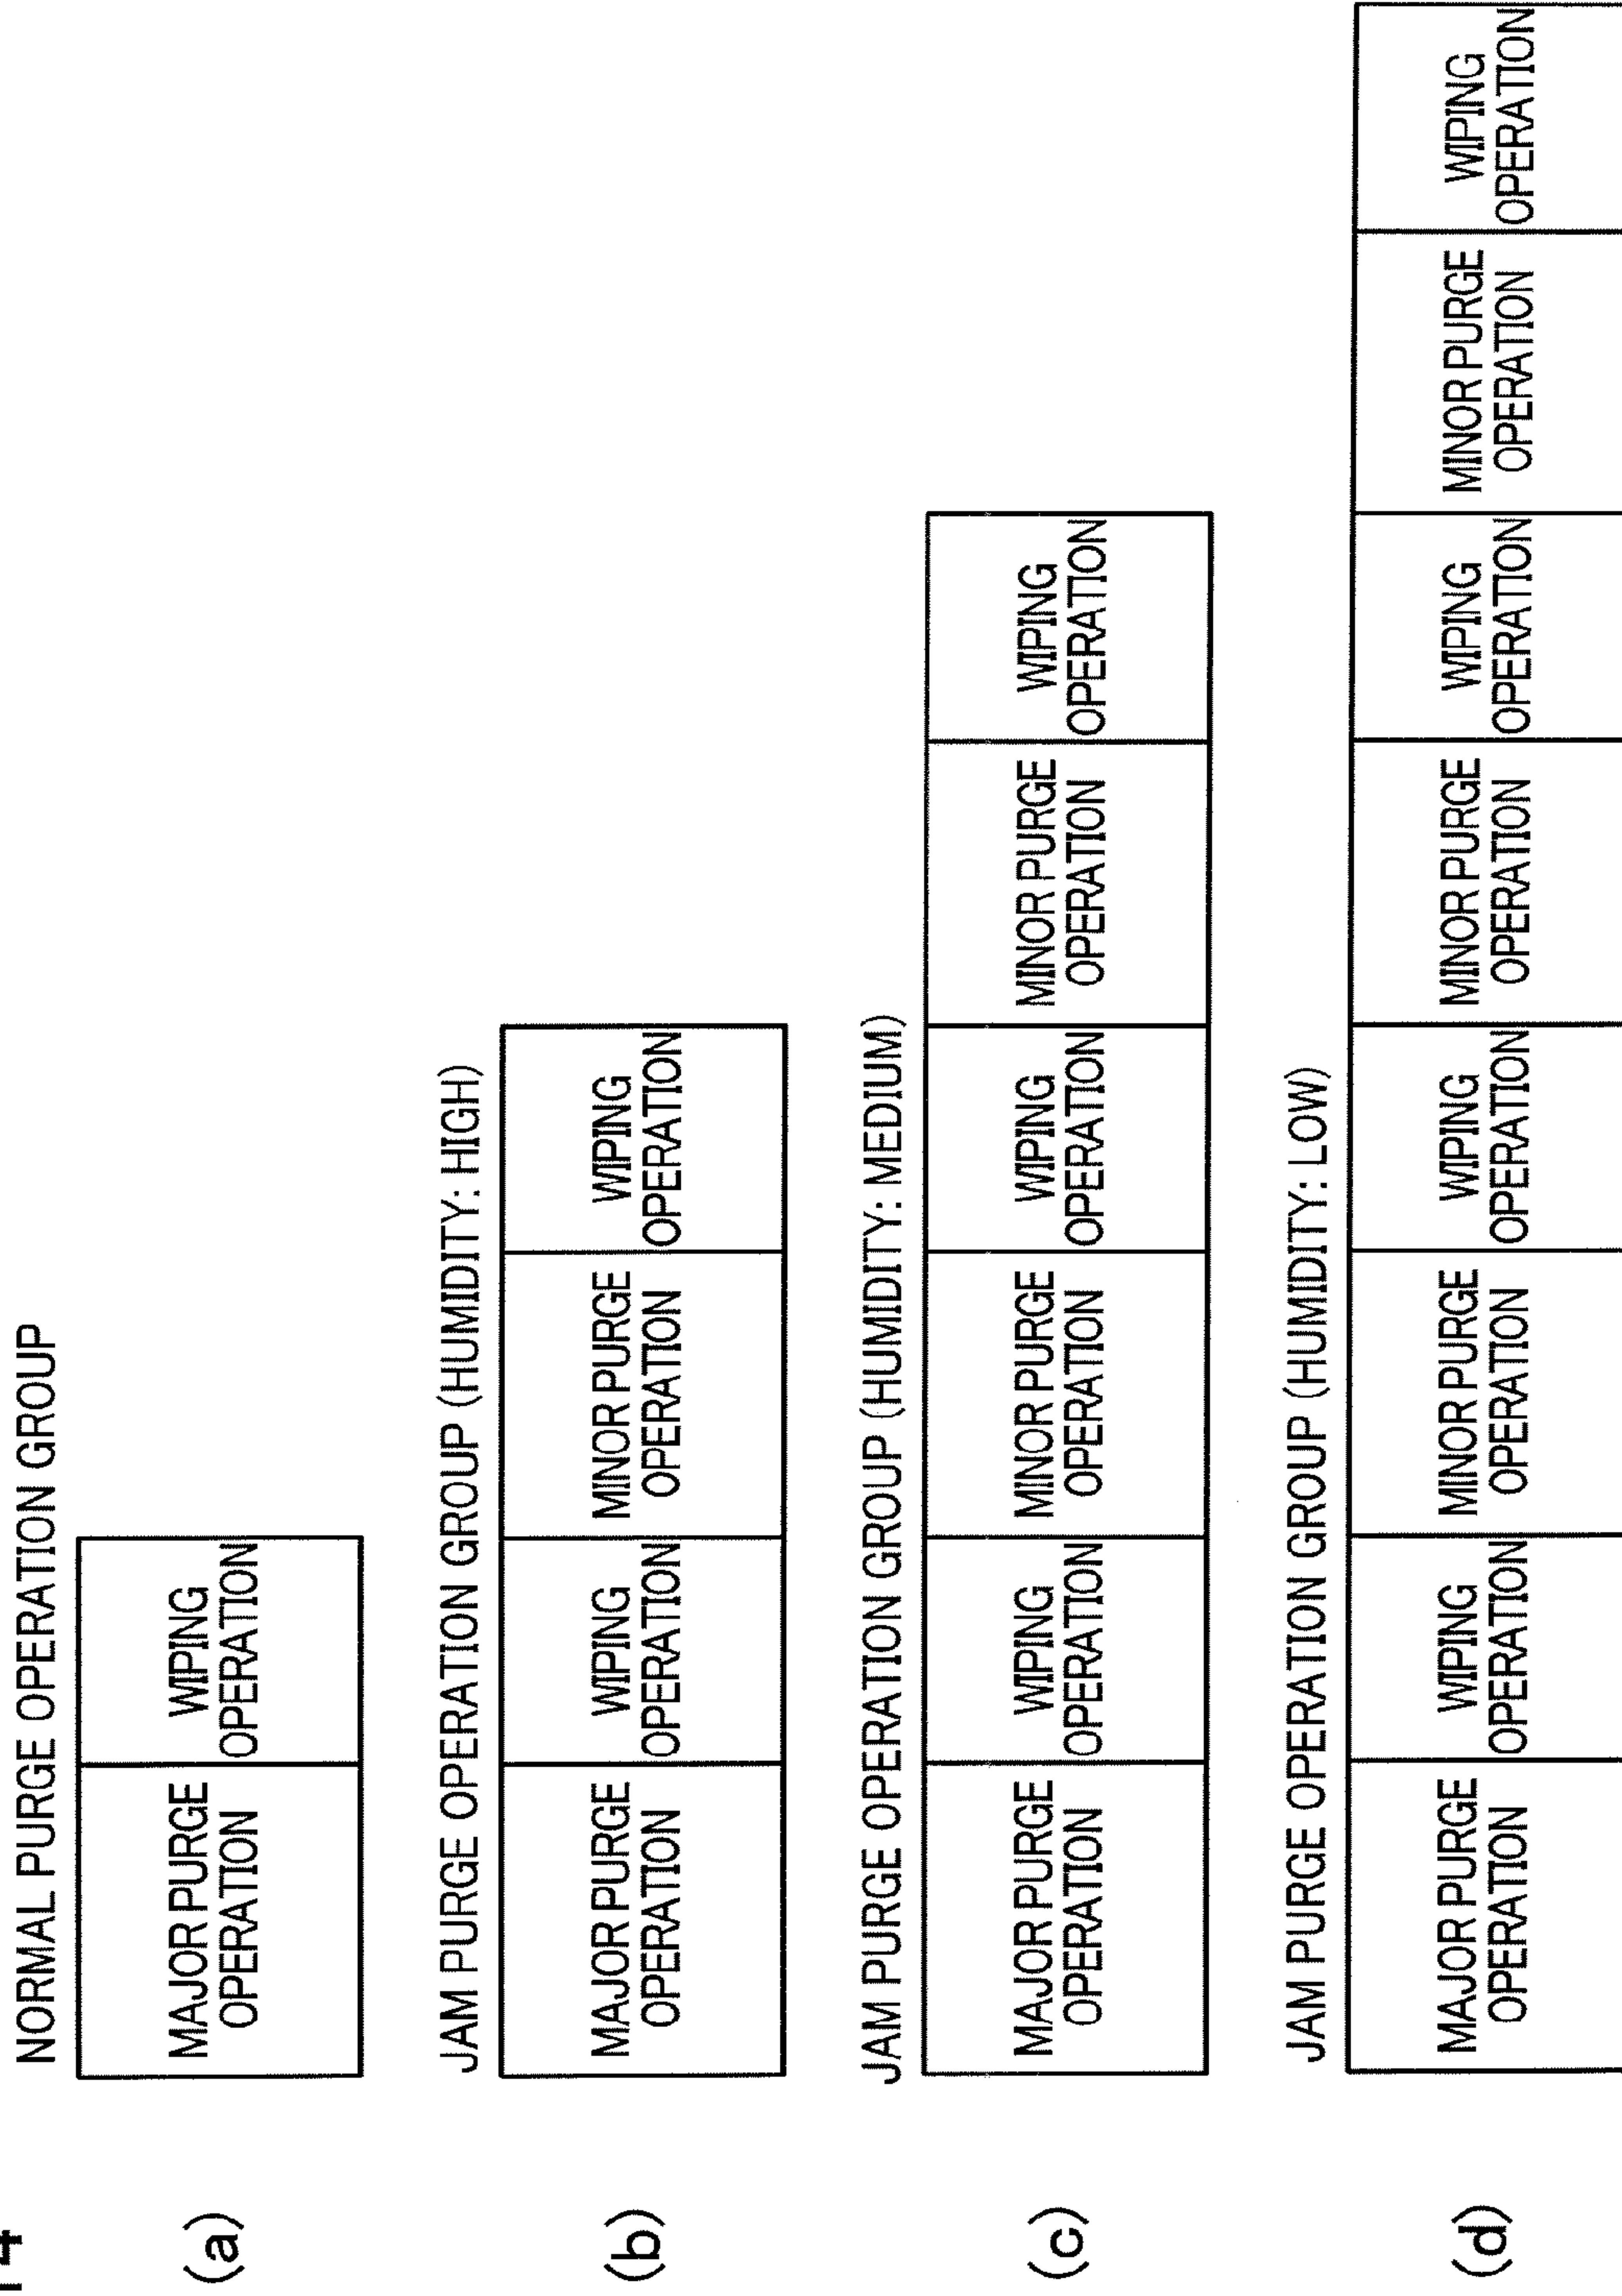 14
NORMAL PURGE OPERATION GROUP
(a)
MAJOR PURGE
OPERATION
WIPING
OPERATION
JAM PURGE OPERATION GROUP (HUMIDITY: HIGH)
(b)
MAJOR PURGE
OPERATION
WIPING
OPERATION
MINOR PURGE
OPERATION
WIPING
OPERATION
JAM PURGE OPERATION GROUP (HUMIDITY: MEDIUM)
(c)
MAJOR PURGE
OPERATION
WIPING
OPERATION
MINOR PURGE
OPERATION
WIPING
OPERATION
MINOR PURGE
OPERATION
WIPING
OPERATION
JAM PURGE OPERATION GROUP (HUMIDITY: LOW)
(d)
MAJOR PURGE
OPERATION
WIPING
OPERATION
MINOR PURGE
OPERATION
WIPING
OPERATION
MINOR PURGE
OPERATION
WIPING
OPERATION
MINOR PURGE
OPERATION
WIPING
OPERATION